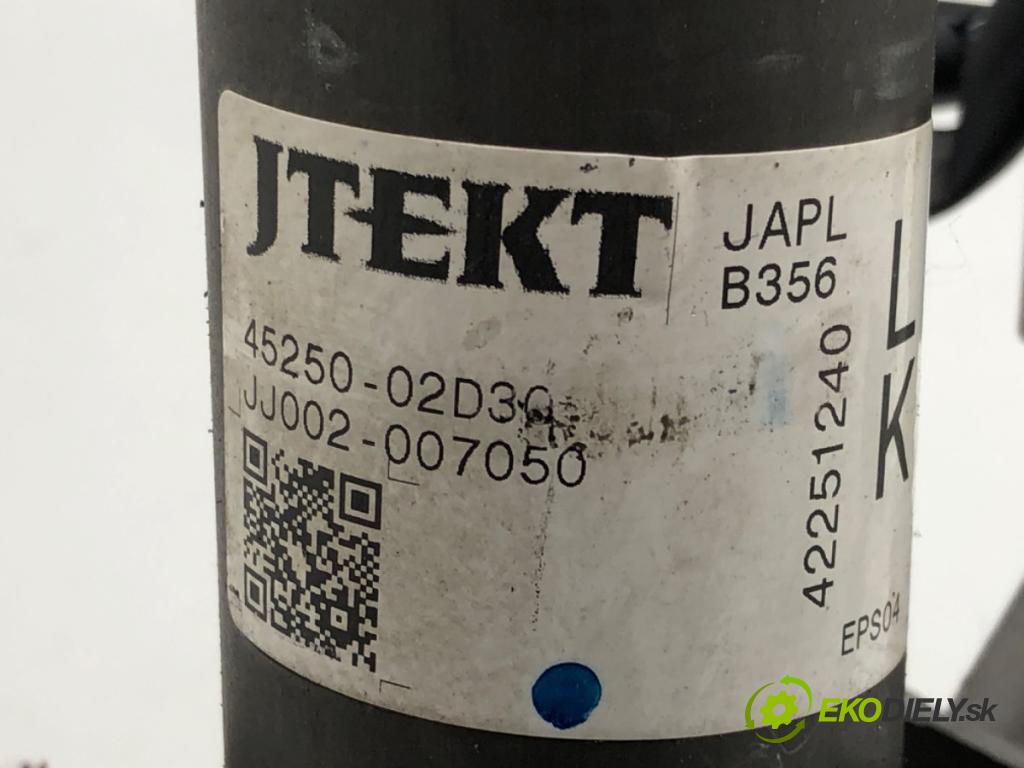 JTEKT
JAPL
B356
L
K
45250-02D30
JJ002-007050
42251240
EPS04
EKODIELY.sk